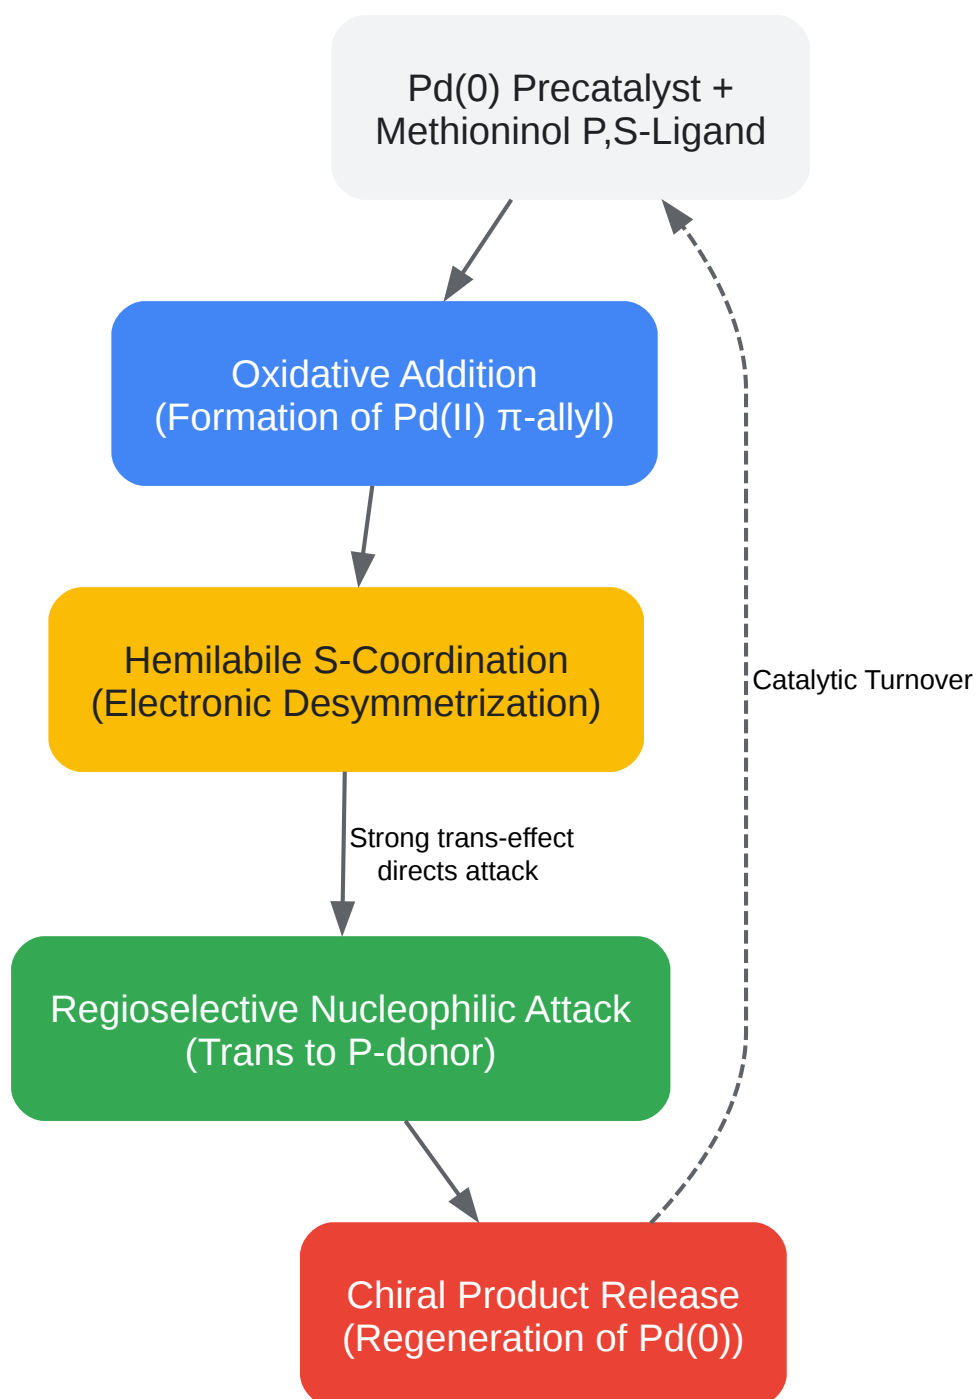 Pd(0) Precatalyst +
Methioninol P,S-Ligand
Oxidative Addition
(Formation of Pd(II) π-allyl)
Hemilabile S-Coordination
(Electronic Desymmetrization)
Catalytic Turnover
Strong trans-effect
directs attack
Regioselective Nucleophilic Attack
(Trans to P-donor)
Chiral Product Release
(Regeneration of Pd(0))